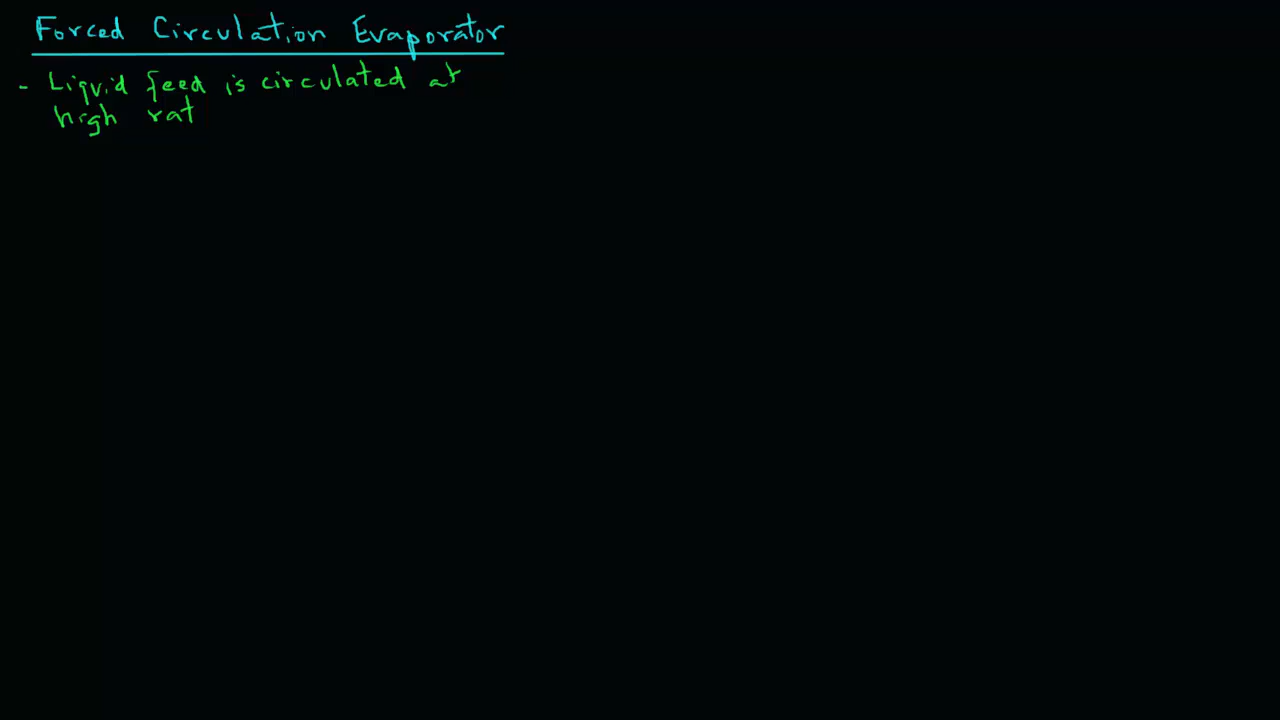 Forced Circulation Evaporator
- Liquid feed is circulated at
high rat